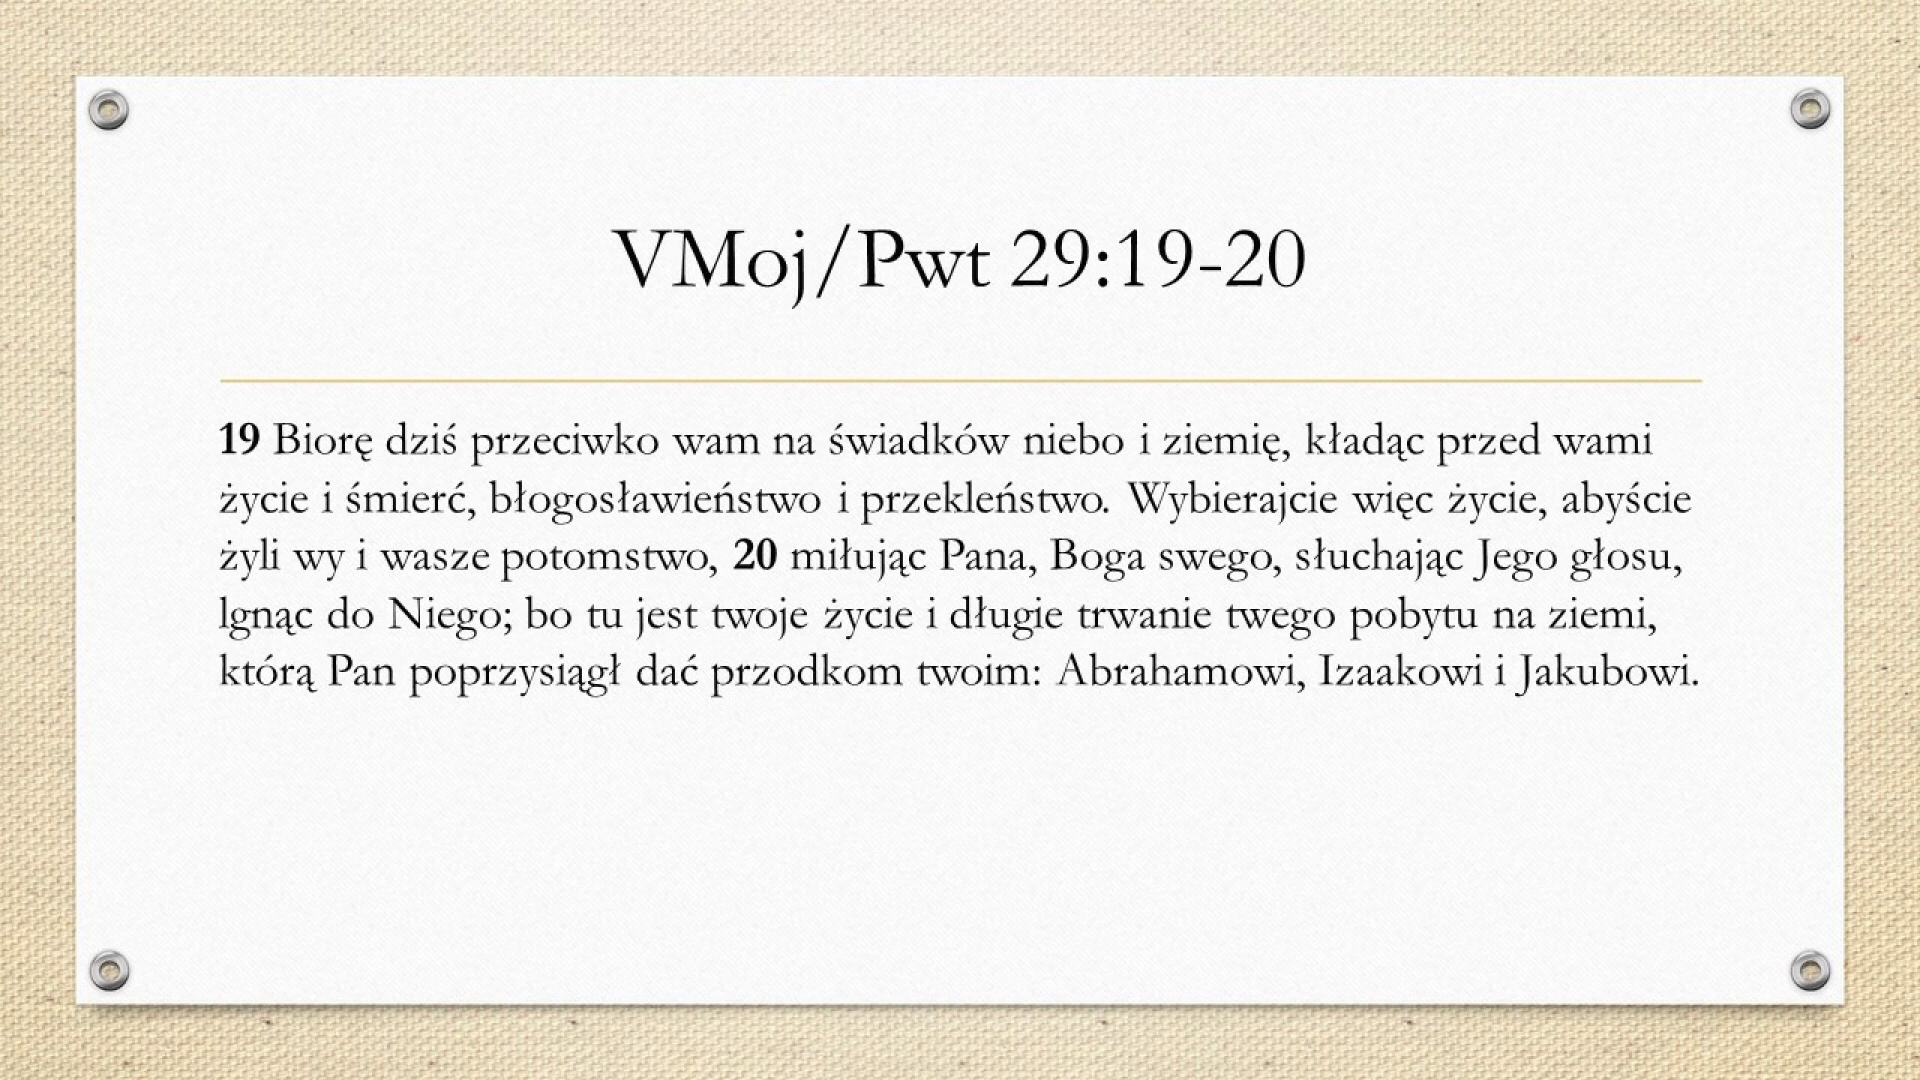 VMoj/Pwt 29:19-20
19 Biorę dziś przeciwko wam na świadków niebo i ziemię, kładąc przed wami
życie i śmierć, błogosławieństwo i przekleństwo. Wybierajcie więc życie, abyście
żyli wy i wasze potomstwo, 20 miłując Pana, Boga swego, słuchając Jego głosu,
lgnąc do Niego; bo tu jest twoje życie i długie trwanie twego pobytu na ziemi,
którą Pan poprzysiągł dać przodkom twoim: Abrahamowi, Izaakowi i Jakubowi.